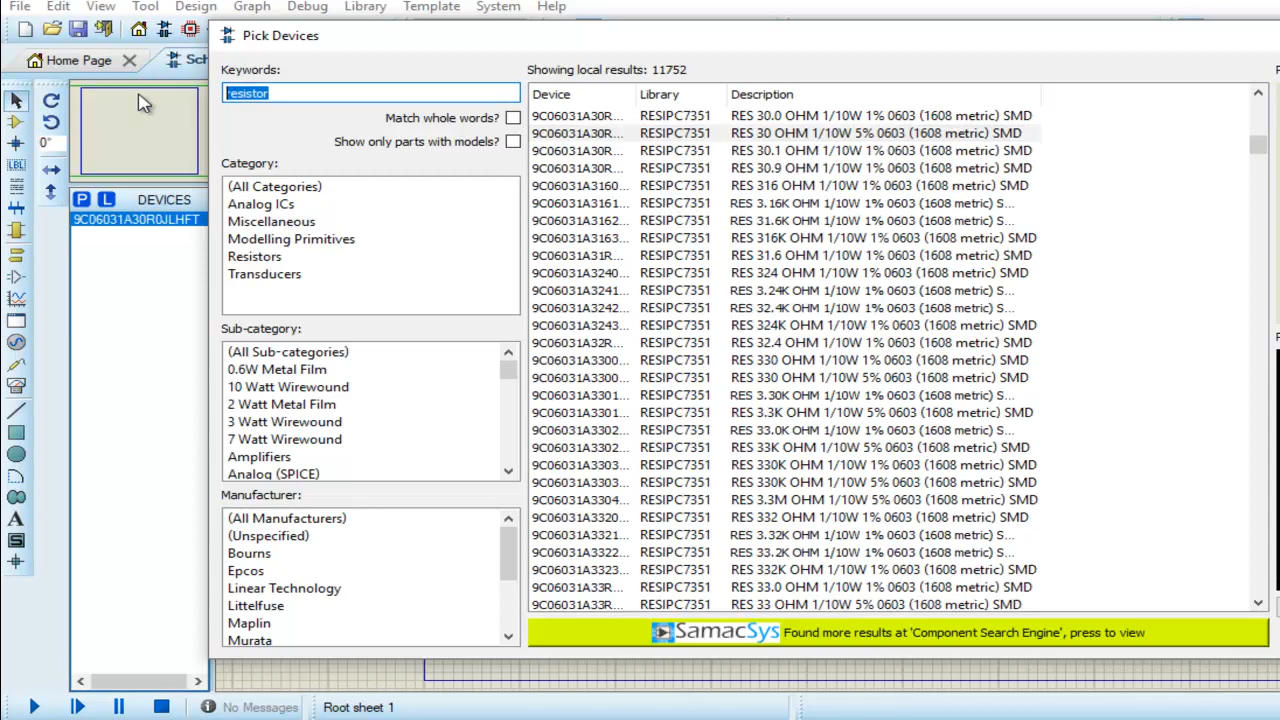 File Edit View Tool Design Graph Debug Library Template System Help
Pick Devices
Home Page
Sch
Keywords:
resistor
Match whole words?
Show only parts with models?
Category:
(All Categories)
Analog ICs
Miscellaneous
Modelling Primitives
Resistors
Transducers
Sub-category:
(All Sub-categories)
0.6W Metal Film
10 Watt Wirewound
2 Watt Metal Film
3 Watt Wirewound
7 Watt Wirewound
Amplifiers
Analog (SPICE)
Manufacturer:
(All Manufacturers)
(Unspecified)
Bourns
Epcos
Linear Technology
Littelfuse
Maplin
Murata
0°
LBL
P L DEVICES
9C06031A30R0JLHFT
A
S
Showing local results: 11752
Device Library Description
9C06031A30R... RESIPC7351 RES 30.0 OHM 1/10W 1% 0603 (1608 metric) SMD
9C06031A30R... RESIPC7351 RES 30 OHM 1/10W 5% 0603 (1608 metric) SMD
9C06031A30R... RESIPC7351 RES 30.1 OHM 1/10W 1% 0603 (1608 metric) SMD
9C06031A30R... RESIPC7351 RES 30.9 OHM 1/10W 1% 0603 (1608 metric) SMD
9C06031A3160... RESIPC7351 RES 316 OHM 1/10W 1% 0603 (1608 metric) SMD
9C06031A3161... RESIPC7351 RES 3.16K OHM 1/10W 1% 0603 (1608 metric) S...
9C06031A3162... RESIPC7351 RES 31.6K OHM 1/10W 1% 0603 (1608 metric) S...
9C06031A3163... RESIPC7351 RES 316K OHM 1/10W 1% 0603 (1608 metric) SMD
9C06031A31R... RESIPC7351 RES 31.6 OHM 1/10W 1% 0603 (1608 metric) SMD
9C06031A3240... RESIPC7351 RES 324 OHM 1/10W 1% 0603 (1608 metric) SMD
9C06031A3241... RESIPC7351 RES 3.24K OHM 1/10W 1% 0603 (1608 metric) S...
9C06031A3242... RESIPC7351 RES 32.4K OHM 1/10W 1% 0603 (1608 metric) S...
9C06031A3243... RESIPC7351 RES 324K OHM 1/10W 1% 0603 (1608 metric) SMD
9C06031A32R... RESIPC7351 RES 32.4 OHM 1/10W 1% 0603 (1608 metric) SMD
9C06031A3300... RESIPC7351 RES 330 OHM 1/10W 1% 0603 (1608 metric) SMD
9C06031A3300... RESIPC7351 RES 330 OHM 1/10W 5% 0603 (1608 metric) SMD
9C06031A3301... RESIPC7351 RES 3.30K OHM 1/10W 1% 0603 (1608 metric) S...
9C06031A3301... RESIPC7351 RES 3.3K OHM 1/10W 5% 0603 (1608 metric) SMD
9C06031A3302... RESIPC7351 RES 33.0K OHM 1/10W 1% 0603 (1608 metric) S...
9C06031A3302... RESIPC7351 RES 33K OHM 1/10W 5% 0603 (1608 metric) SMD
9C06031A3303... RESIPC7351 RES 330K OHM 1/10W 1% 0603 (1608 metric) SMD
9C06031A3303... RESIPC7351 RES 330K OHM 1/10W 5% 0603 (1608 metric) SMD
9C06031A3304... RESIPC7351 RES 3.3M OHM 1/10W 5% 0603 (1608 metric) SMD
9C06031A3320... RESIPC7351 RES 332 OHM 1/10W 1% 0603 (1608 metric) SMD
9C06031A3321... RESIPC7351 RES 3.32K OHM 1/10W 1% 0603 (1608 metric) S...
9C06031A3322... RESIPC7351 RES 33.2K OHM 1/10W 1% 0603 (1608 metric) S...
9C06031A3323... RESIPC7351 RES 332K OHM 1/10W 1% 0603 (1608 metric) SMD
9C06031A33R... RESIPC7351 RES 33.0 OHM 1/10W 1% 0603 (1608 metric) SMD
9C06031A33R... RESIPC7351 RES 33 OHM 1/10W 5% 0603 (1608 metric) SMD
SamacSys Found more results at 'Component Search Engine', press to view
No Messages Root sheet 1